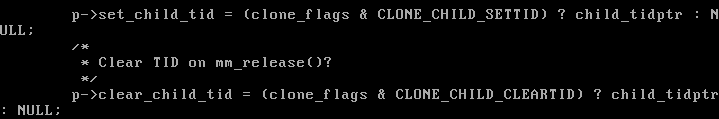 p->set_child_tid = (clone_flags & CLONE_CHILD_SETTID) ? child_tidptr : N
ULL;
/*
* Clear TID on mm_release()?
*/
p->clear_child_tid = (clone_flags & CLONE_CHILD_CLEARTID) ? child_tidptr
: NULL;